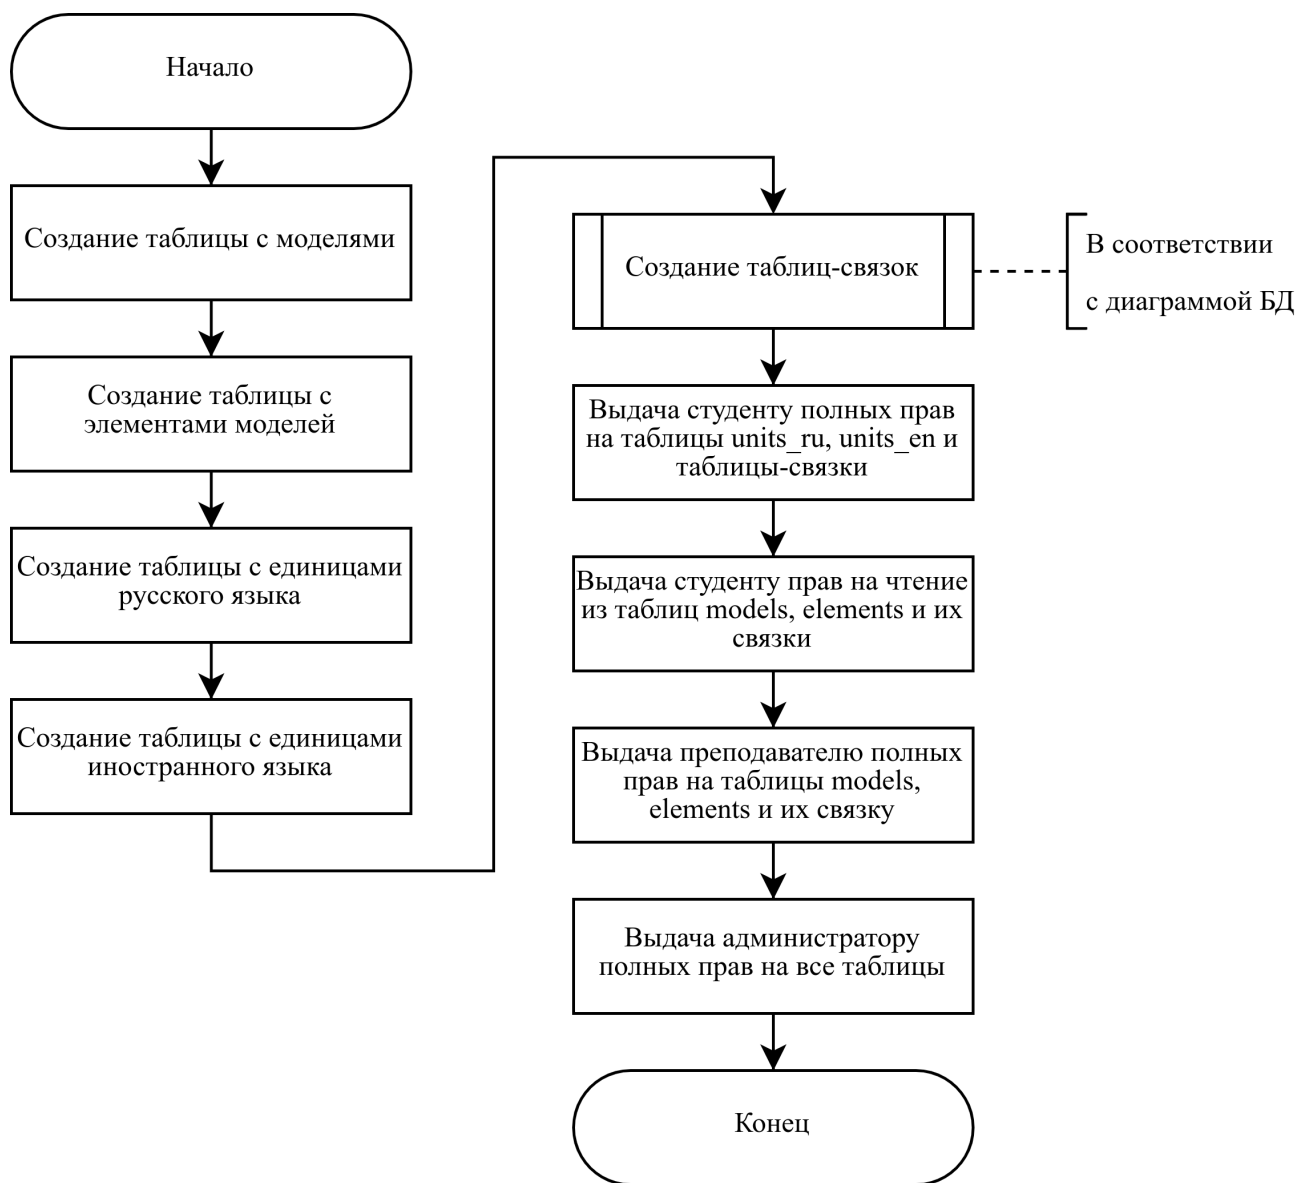 Начало
Создание таблицы с моделями
Создание таблицы с
элементами моделей
Создание таблицы с единицами
русского языка
Создание таблицы с единицами
иностранного языка
Создание таблиц-связок
В соответствии
с диаграммой БД
Выдача студенту полных прав
на таблицы units_ru, units_en и
таблицы-связки
Выдача студенту прав на чтение
из таблиц models, elements и их
связки
Выдача преподавателю полных
прав на таблицы models,
elements и их связку
Выдача администратору
полных прав на все таблицы
Конец